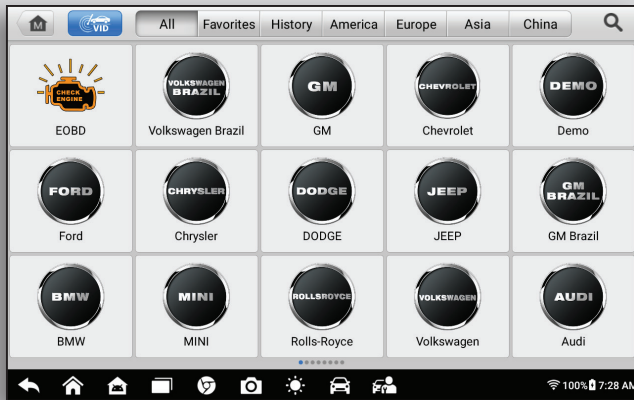 M
VID
All
Favorites
History
America
Europe
Asia
China
CHECK
ENGINE
EOBD
VOLKSWAGEN
BRAZIL
Volkswagen Brazil
GM
GM
CHEVROLET
Chevrolet
DEMO
Demo
FORD
Ford
CHRYSLER
Chrysler
DODGE
DODGE
JEEP
JEEP
GM
BRAZIL
GM Brazil
BMW
BMW
MINI
MINI
ROLLSROYCE
Rolls-Royce
VOLKSWAGEN
Volkswagen
AUDI
Audi
100% 7:28 AM